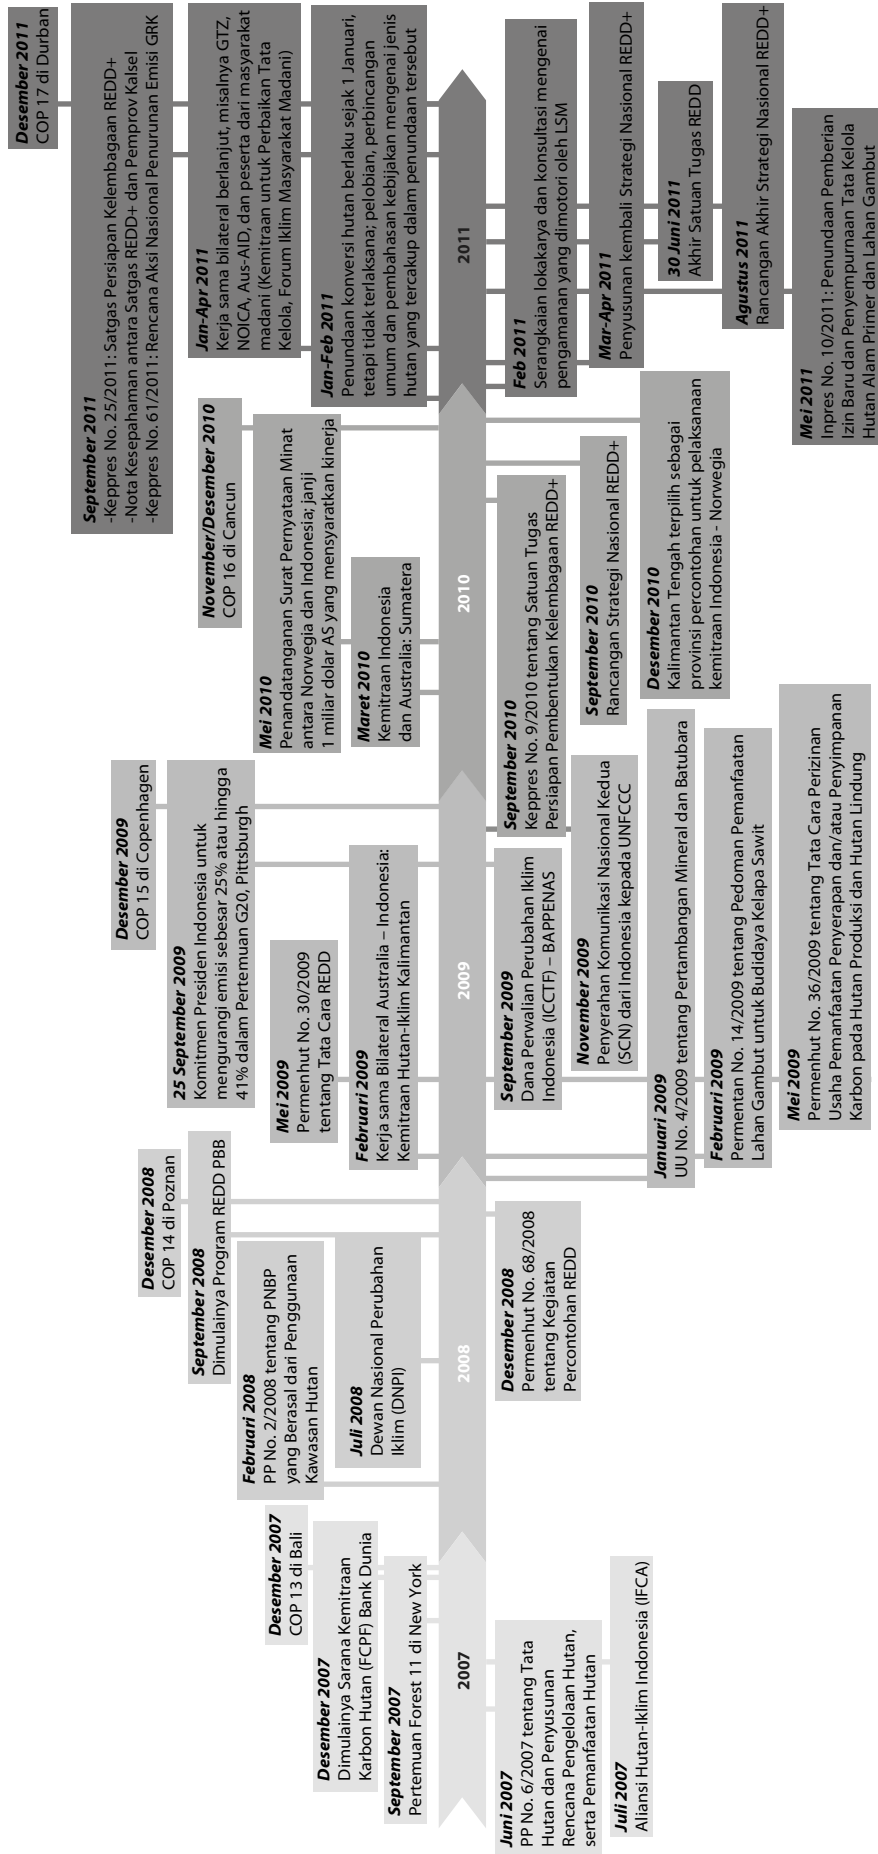 Desember 2007
COP 13 di Bali
Desember 2007
Dimulainya Sarana Kemitraan
Karbon Hutan (FCPF) Bank Dunia
September 2007
Pertemuan Forest 11 di New York
2007
Juni 2007
PP No. 6/2007 tentang Tata
Hutan dan Penyusunan
Rencana Pengelolaan Hutan,
serta Pemanfaatan Hutan
Juli 2007
Aliansi Hutan-Iklim Indonesia (IFCA)
Desember 2008
COP 14 di Poznan
September 2008
Dimulainya Program REDD PBB
Februari 2008
PP No. 2/2008 tentang PNBP
yang Berasal dari Penggunaan
Kawasan Hutan
Juli 2008
Dewan Nasional Perubahan
Iklim (DNPI)
2008
Desember 2008
Permenhut No. 68/2008
tentang Kegiatan
Percontohan REDD
Desember 2009
COP 15 di Copenhagen
25 September 2009
Komitmen Presiden Indonesia untuk
mengurangi emisi sebesar 25% atau hingga
41% dalam Pertemuan G20, Pittsburgh
Mei 2009
Permenhut No. 30/2009
tentang Tata Cara REDD
Februari 2009
Kerja sama Bilateral Australia – Indonesia:
Kemitraan Hutan-Iklim Kalimantan
2009
September 2009
Dana Perwalian Perubahan Iklim
Indonesia (ICCTF) – BAPPENAS
November 2009
Penyerahan Komunikasi Nasional Kedua
(SCN) dari Indonesia kepada UNFCCC
Januari 2009
UU No. 4/2009 tentang Pertambangan Mineral dan Batubara
Februari 2009
Permentan No. 14/2009 tentang Pedoman Pemanfaatan
Lahan Gambut untuk Budidaya Kelapa Sawit
Mei 2009
Permenhut No. 36/2009 tentang Tata Cara Perizinan
Usaha Pemanfaatan Penyerapan dan/atau Penyimpanan
Karbon pada Hutan Produksi dan Hutan Lindung
November/Desember 2010
COP 16 di Cancun
Mei 2010
Penandatanganan Surat Pernyataan Minat
antara Norwegia dan Indonesia; janji
1 miliar dolar AS yang mensyaratkan kinerja
Maret 2010
Kemitraan Indonesia
dan Australia: Sumatera
2010
September 2010
Keppres No. 9/2010 tentang Satuan Tugas
Persiapan Pembentukan Kelembagaan REDD+
September 2010
Rancangan Strategi Nasional REDD+
Desember 2010
Kalimantan Tengah terpilih sebagai
provinsi percontohan untuk pelaksanaan
kemitraan Indonesia - Norwegia
Desember 2011
COP 17 di Durban
September 2011
-Keppres No. 25/2011: Satgas Persiapan Kelembagaan REDD+
-Nota Kesepahaman antara Satgas REDD+ dan Pemprov Kalsel
-Keppres No. 61/2011: Rencana Aksi Nasional Penurunan Emisi GRK
Jan-Apr 2011
Kerja sama bilateral berlanjut, misalnya GTZ,
NOICA, Aus-AID, dan peserta dari masyarakat
madani (Kemitraan untuk Perbaikan Tata
Kelola, Forum Iklim Masyarakat Madani)
Jan-Feb 2011
Penundaan konversi hutan berlaku sejak 1 Januari,
tetapi tidak terlaksana; pelobian, perbincangan
umum dan pembahasan kebijakan mengenai jenis
hutan yang tercakup dalam penundaan tersebut
2011
Feb 2011
Serangkaian lokakarya dan konsultasi mengenai
pengamanan yang dimotori oleh LSM
Mar-Apr 2011
Penyusunan kembali Strategi Nasional REDD+
30 Juni 2011
Akhir Satuan Tugas REDD
Agustus 2011
Rancangan Akhir Strategi Nasional REDD+
Mei 2011
Inpres No. 10/2011: Penundaan Pemberian
Izin Baru dan Penyempurnaan Tata Kelola
Hutan Alam Primer dan Lahan Gambut